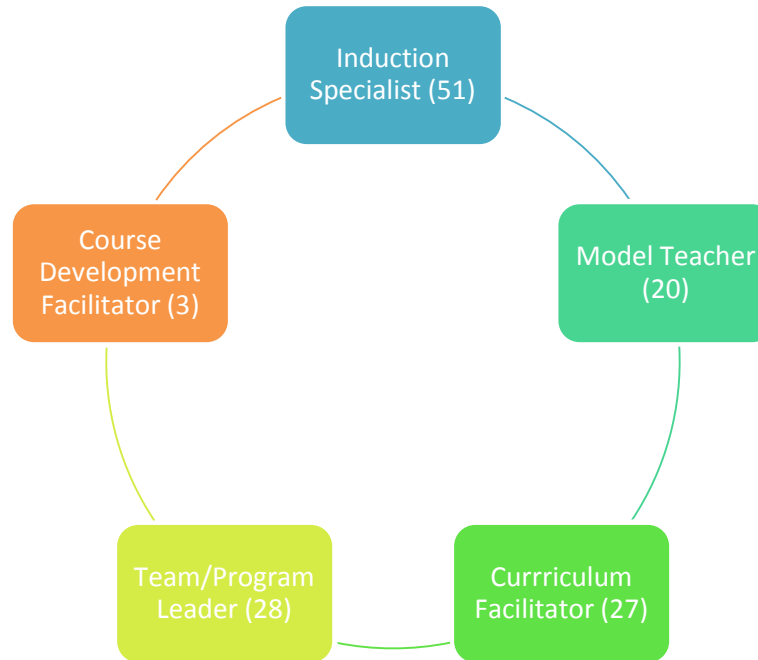 Induction
Specialist (51)
Model Teacher
(20)
Currriculum
Facilitator (27)
Team/Program
Leader (28)
Course
Development
Facilitator (3)